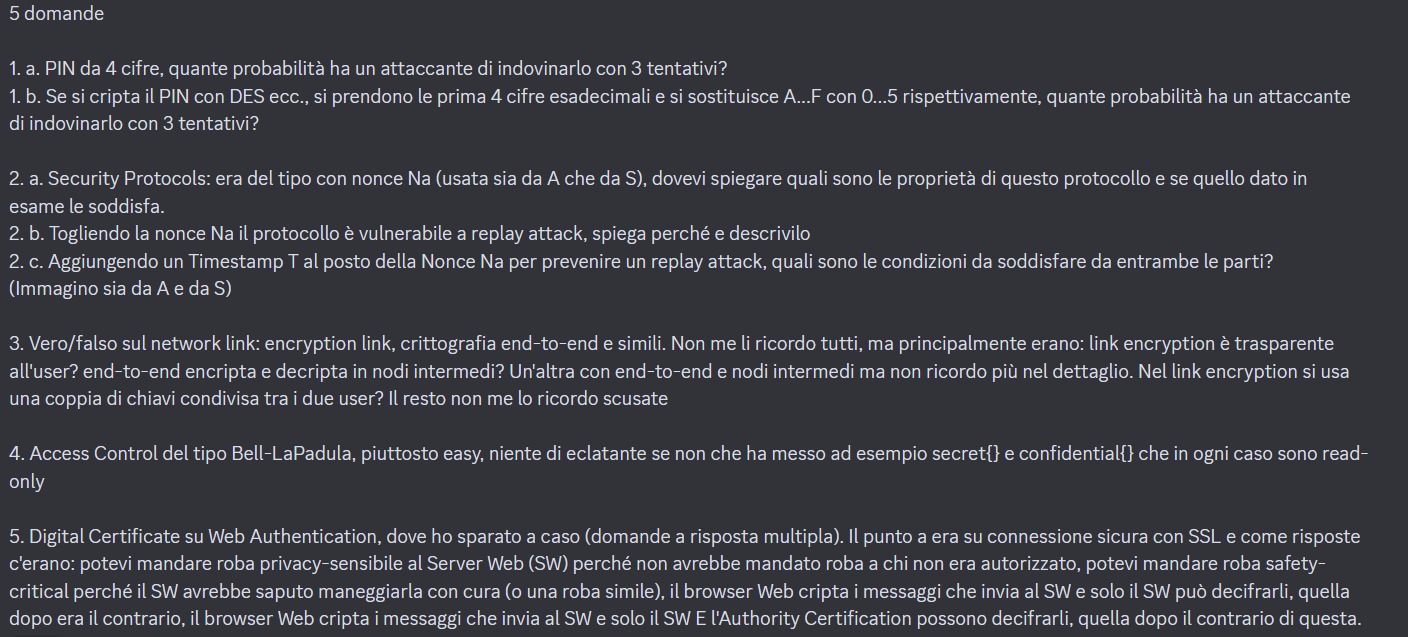 5 domande
1. a. PIN da 4 cifre, quante probabilità ha un attaccante di indovinarlo con 3 tentativi?
1. b. Se si cripta il PIN con DES ecc., si prendono le prima 4 cifre esadecimali e si sostituisce A...F con 0...5 rispettivamente, quante probabilità ha un attaccante
di indovinarlo con 3 tentativi?
2. a. Security Protocols: era del tipo con nonce Na (usata sia da A che da S), dovevi spiegare quali sono le proprietà di questo protocollo e se quello dato in
esame le soddisfa.
2. b. Togliendo la nonce Na il protocollo è vulnerabile a replay attack, spiega perché e descrivilo
2. c. Aggiungendo un Timestamp T al posto della Nonce Na per prevenire un replay attack, quali sono le condizioni da soddisfare da entrambe le parti?
(Immagino sia da A e da S)
3. Vero/falso sul network link: encryption link, crittografia end-to-end e simili. Non me li ricordo tutti, ma principalmente erano: link encryption è trasparente
all'user? end-to-end encripta e decripta in nodi intermedi? Un'altra con end-to-end e nodi intermedi ma non ricordo più nel dettaglio. Nel link encryption si usa
una coppia di chiavi condivisa tra i due user? Il resto non me lo ricordo scusate
4. Access Control del tipo Bell-LaPadula, piuttosto easy, niente di eclatante se non che ha messo ad esempio secret{} e confidential{} che in ogni caso sono read-
only
5. Digital Certificate su Web Authentication, dove ho sparato a caso (domande a risposta multipla). Il punto a era su connessione sicura con SSL e come risposte
c'erano: potevi mandare roba privacy-sensibile al Server Web (SW) perché non avrebbe mandato roba a chi non era autorizzato, potevi mandare roba safety-
critical perché il SW avrebbe saputo maneggiarla con cura (o una roba simile), il browser Web cripta i messaggi che invia al SW e solo il SW può decifrarli, quella
dopo era il contrario, il browser Web cripta i messaggi che invia al SW e solo il SW E l'Authority Certification possono decifrarli, quella dopo il contrario di questa.